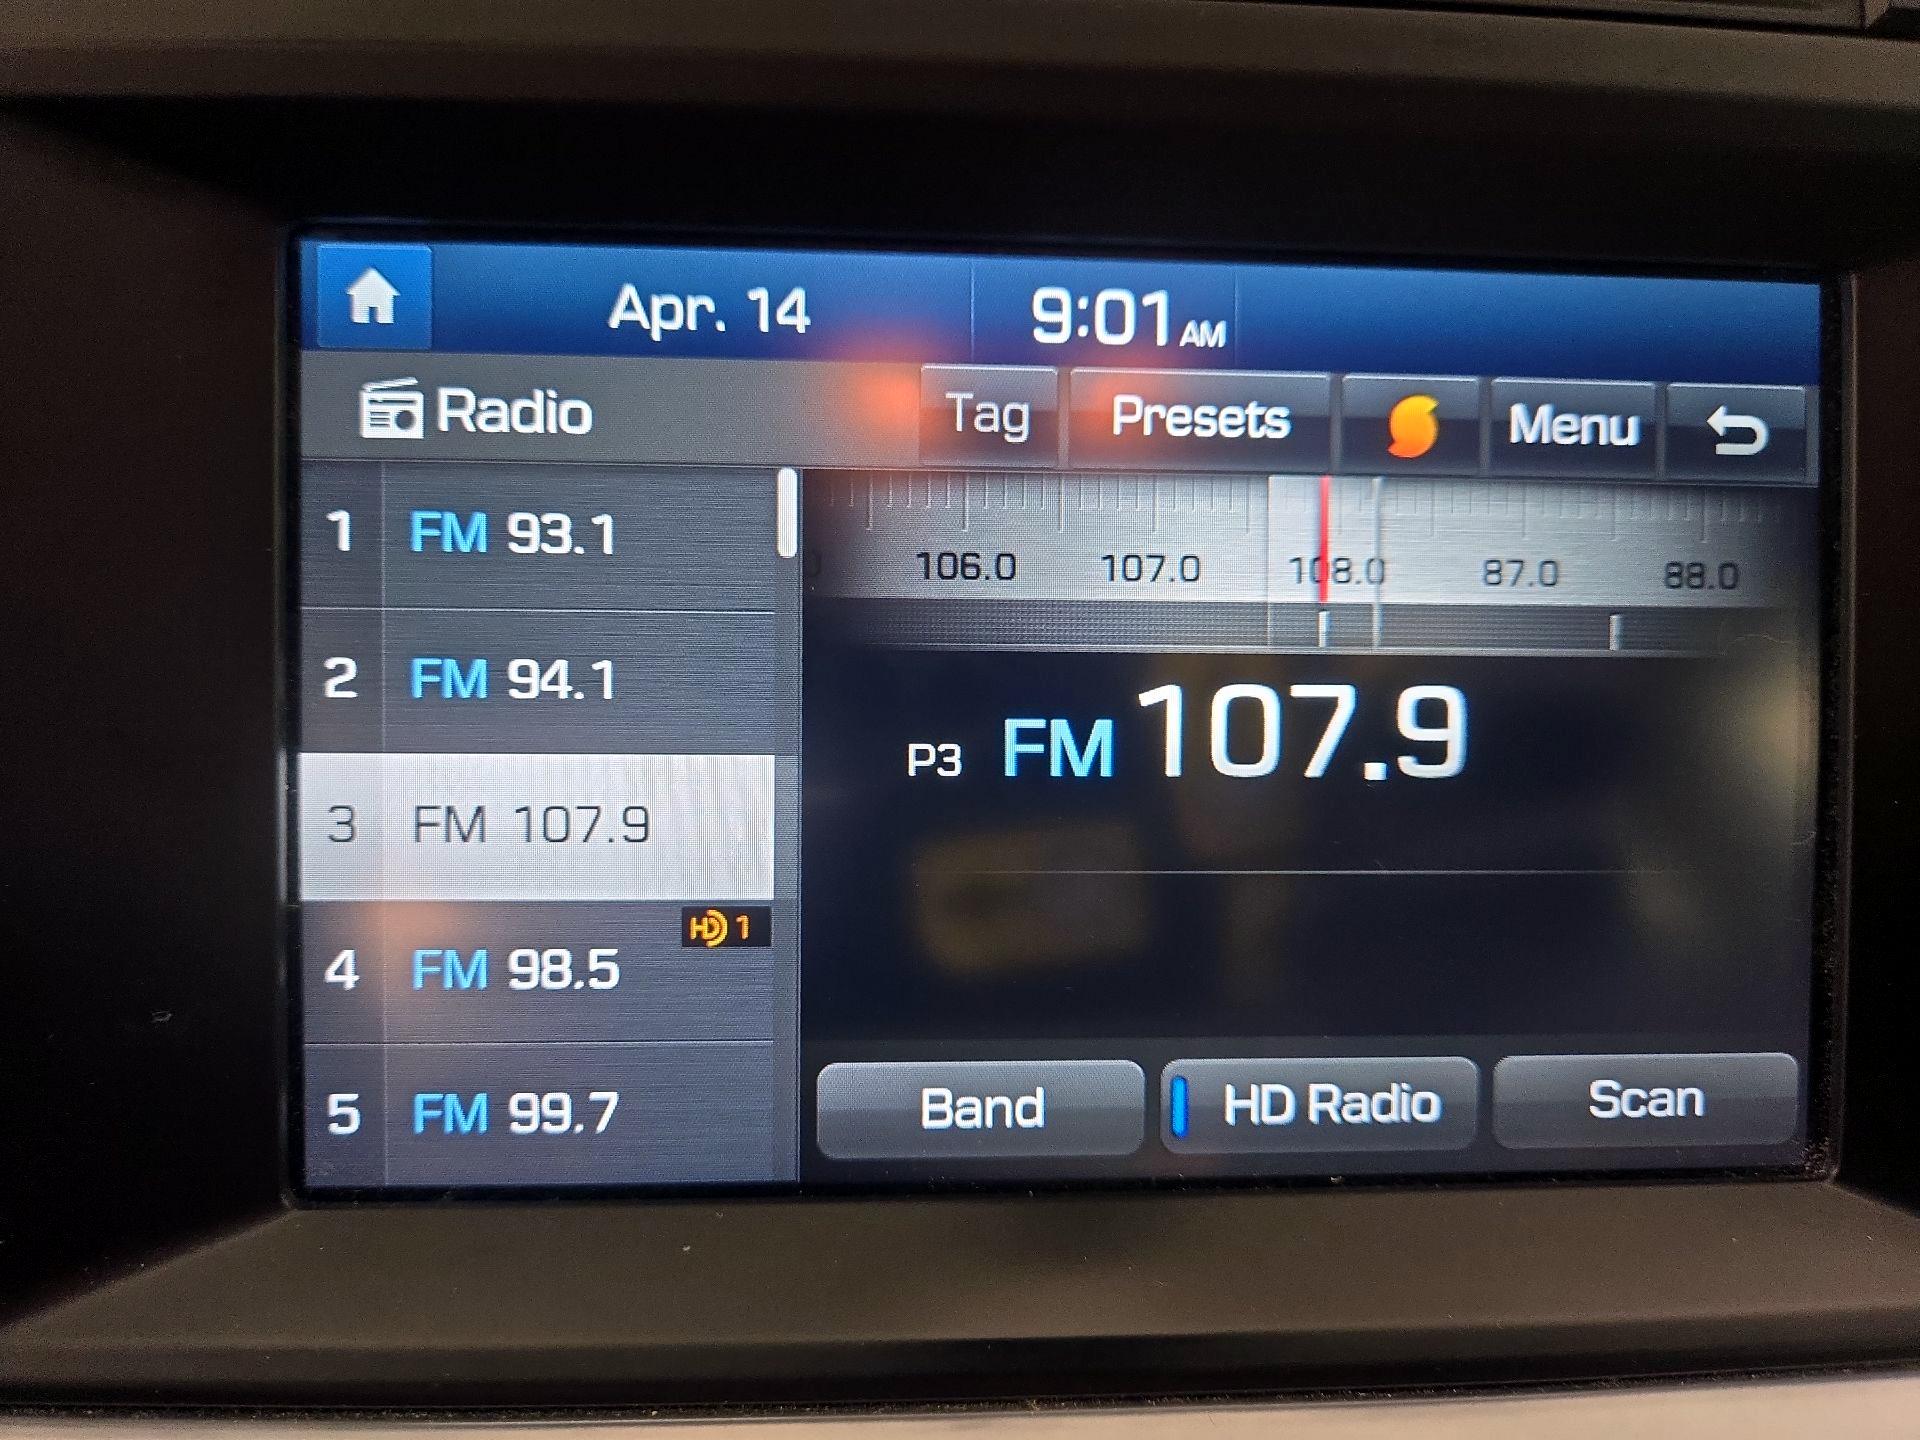 Apr. 14 9:01 AM
Radio Tag Presets Menu
1 FM 93.1
2 FM 94.1
3 FM 107.9
4 FM 98.5 HD 1
5 FM 99.7
106.0 107.0 108.0 87.0 88.0
P3 FM 107.9
Band HD Radio Scan